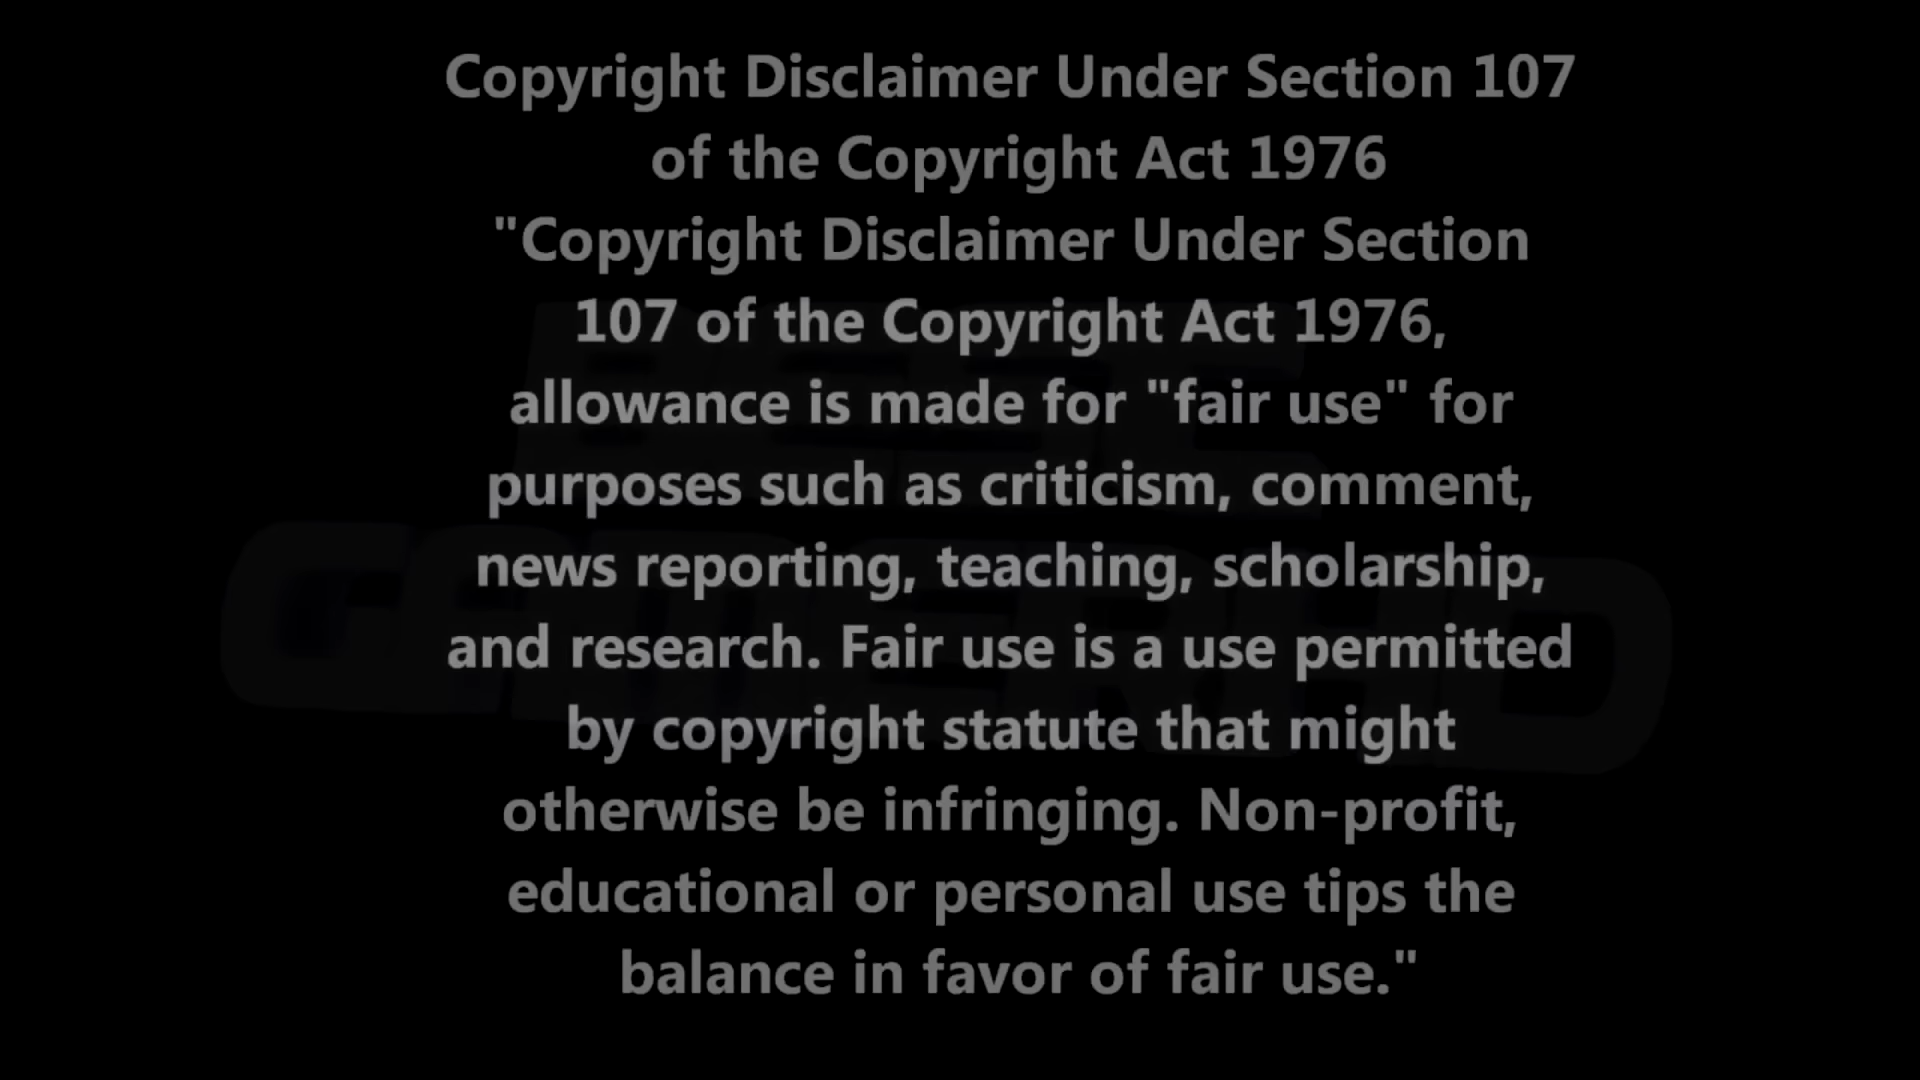 Copyright Disclaimer Under Section 107
of the Copyright Act 1976
"Copyright Disclaimer Under Section
107 of the Copyright Act 1976,
allowance is made for "fair use" for
purposes such as criticism, comment,
news reporting, teaching, scholarship,
and research. Fair use is a use permitted
by copyright statute that might
otherwise be infringing. Non-profit,
educational or personal use tips the
balance in favor of fair use."